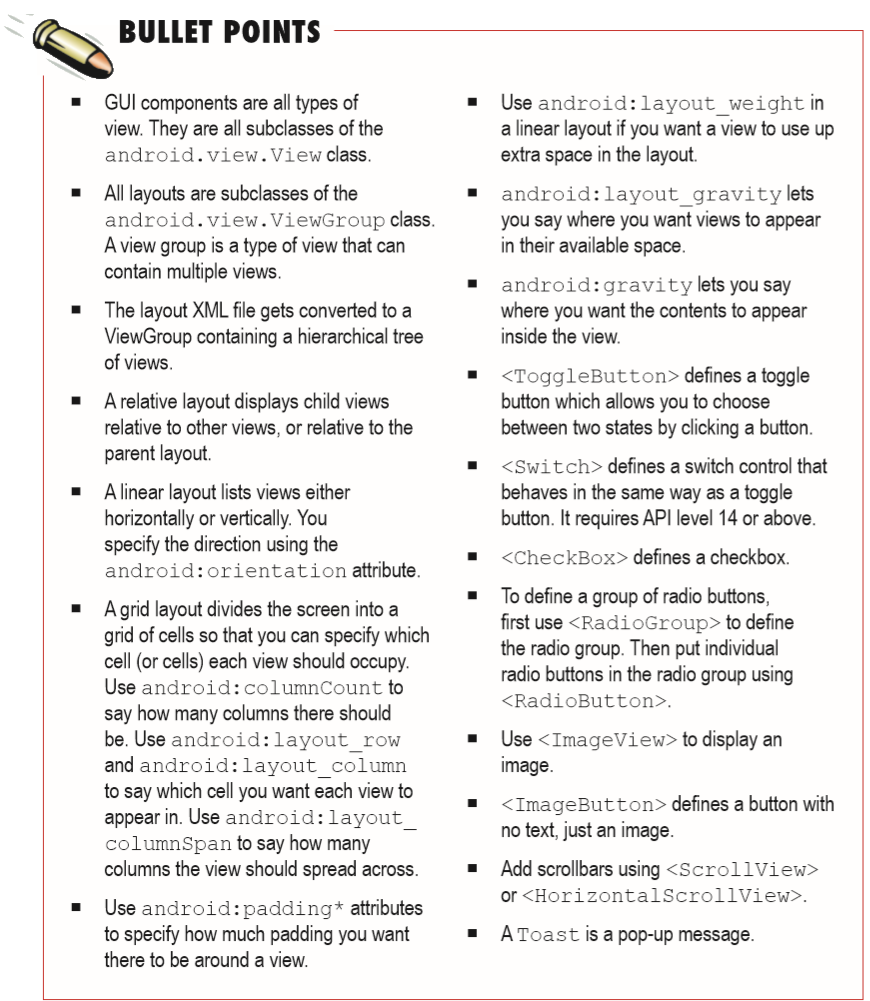 BULLET POINTS
■ GUI components are all types of
view. They are all subclasses of the
android.view.View class.
■ All layouts are subclasses of the
android.view.ViewGroup class.
A view group is a type of view that can
contain multiple views.
■ The layout XML file gets converted to a
ViewGroup containing a hierarchical tree
of views.
■ A relative layout displays child views
relative to other views, or relative to the
parent layout.
■ A linear layout lists views either
horizontally or vertically. You
specify the direction using the
android:orientation attribute.
■ A grid layout divides the screen into a
grid of cells so that you can specify which
cell (or cells) each view should occupy.
Use android:columnCount to
say how many columns there should
be. Use android:layout_row
and android:layout_column
to say which cell you want each view to
appear in. Use android:layout_
columnSpan to say how many
columns the view should spread across.
■ Use android:padding* attributes
to specify how much padding you want
there to be around a view.
■ Use android:layout_weight in
a linear layout if you want a view to use up
extra space in the layout.
■ android:layout_gravity lets
you say where you want views to appear
in their available space.
■ android:gravity lets you say
where you want the contents to appear
inside the view.
■ <ToggleButton> defines a toggle
button which allows you to choose
between two states by clicking a button.
■ <Switch> defines a switch control that
behaves in the same way as a toggle
button. It requires API level 14 or above.
■ <CheckBox> defines a checkbox.
■ To define a group of radio buttons,
first use <RadioGroup> to define
the radio group. Then put individual
radio buttons in the radio group using
<RadioButton>.
■ Use <ImageView> to display an
image.
■ <ImageButton> defines a button with
no text, just an image.
■ Add scrollbars using <ScrollView>
or <HorizontalScrollView>.
■ A Toast is a pop-up message.